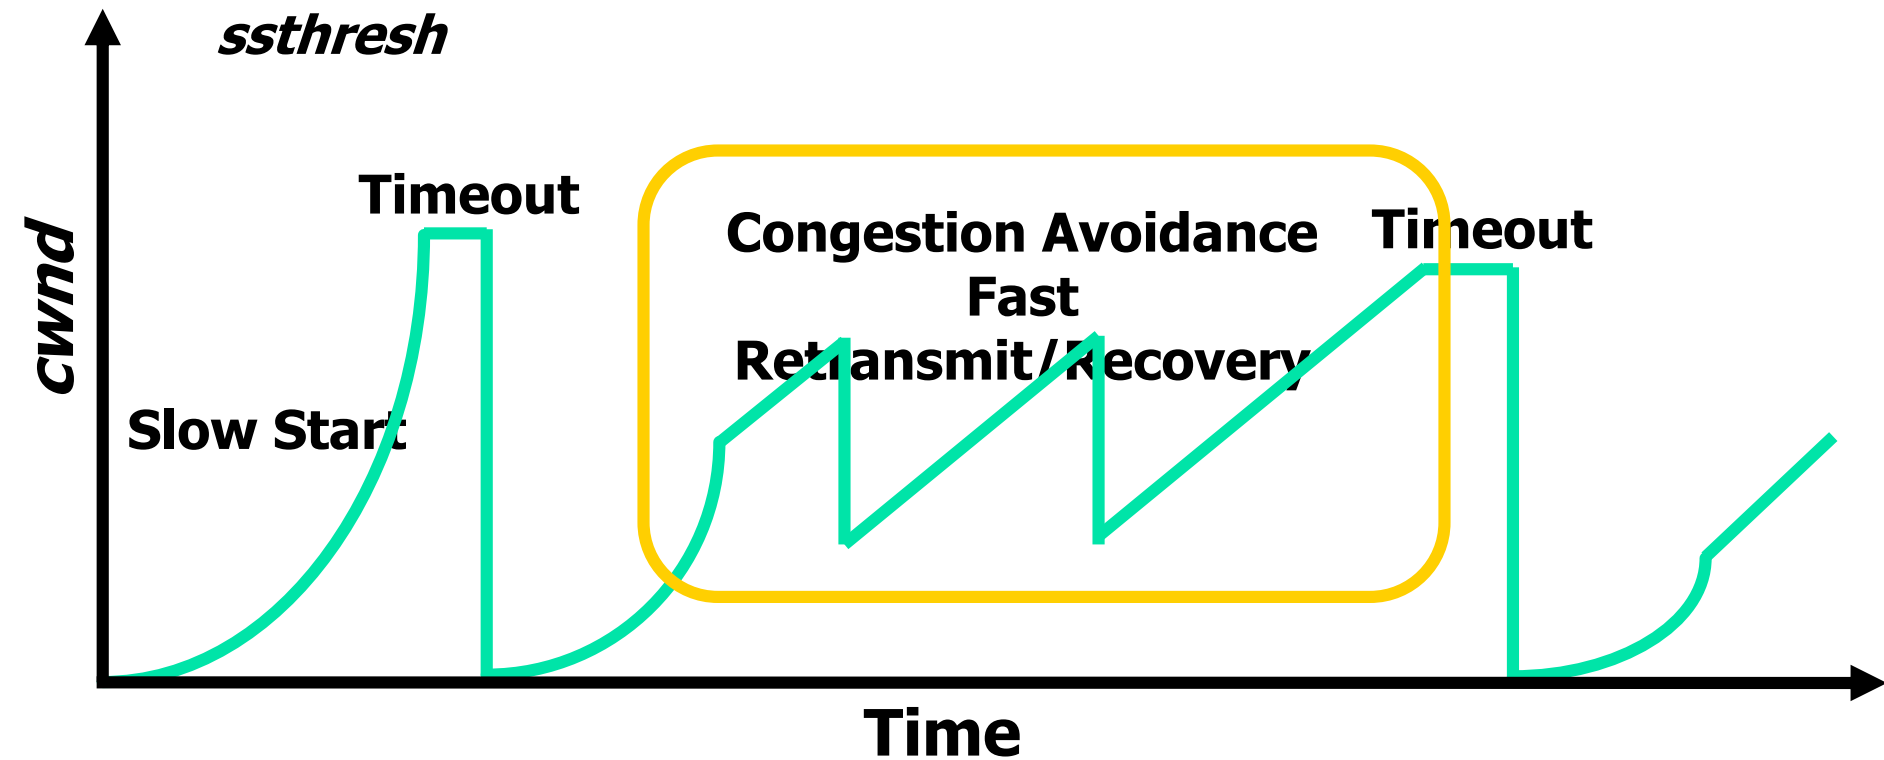 ssthresh
Timeout
Congestion Avoidance
Fast
Retransmit/Recovery
Timeout
cwnd
Slow Start
Time